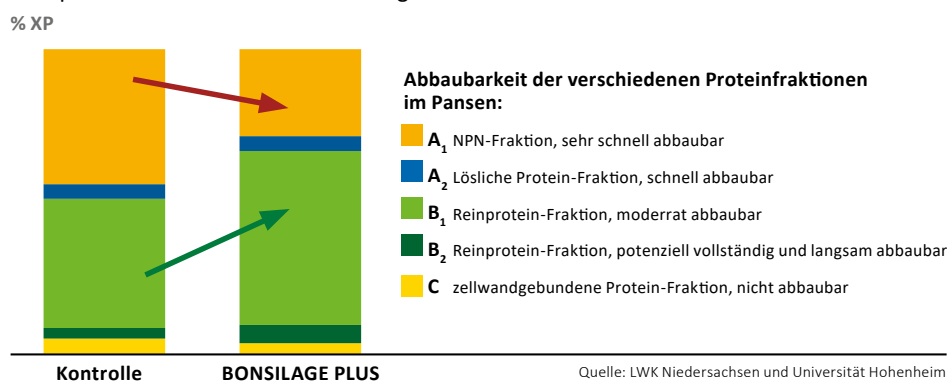 % XP
Abbaubarkeit der verschiedenen Proteinfraktionen
im Pansen:
A1 NPN-Fraktion, sehr schnell abbaubar
A2 Lösliche Protein-Fraktion, schnell abbaubar
B1 Reinprotein-Fraktion, moderrat abbaubar
B2 Reinprotein-Fraktion, potenziell vollständig und langsam abbaubar
C zellwandgebundene Protein-Fraktion, nicht abbaubar
Kontrolle
BONSILAGE PLUS
Quelle: LWK Niedersachsen und Universität Hohenheim